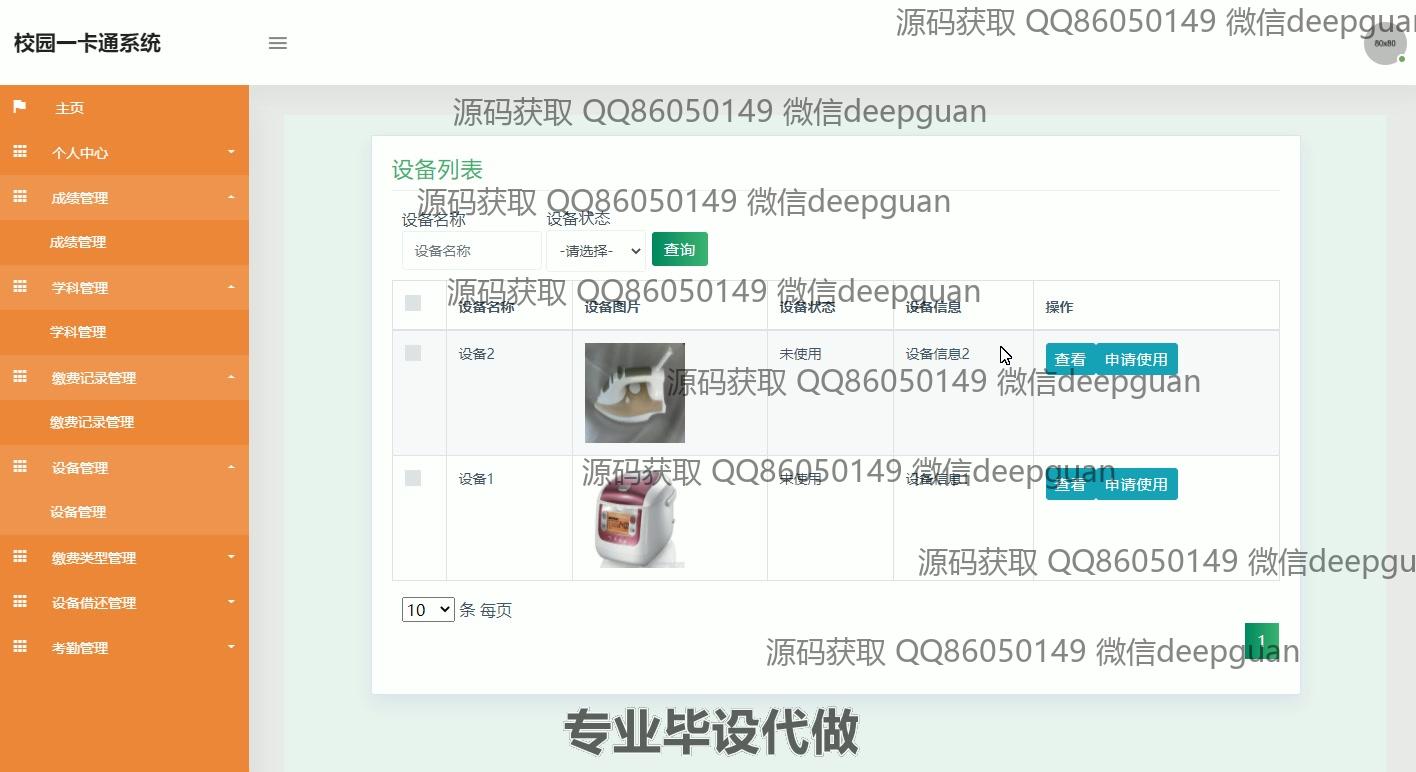 校园一卡通系统
源码获取 QQ86050149 微信deepguan
80x80
主页
源码获取 QQ86050149 微信deepguan
个人中心
设备列表
成绩管理
源码获取 QQ86050149 微信deepguan
设备名称 设备状态
成绩管理
设备名称 -请选择- 查询
学科管理
源码获取 QQ86050149 微信deepguan
设备名称 设备图片 设备状态 设备信息 操作
学科管理
设备2 未使用 设备信息2 查看 申请使用
缴费记录管理
源码获取 QQ86050149 微信deepguan
缴费记录管理
设备管理
源码获取 QQ86050149 微信deepguan
设备1 未使用 设备信息1 查看 申请使用
设备管理
缴费类型管理
源码获取 QQ86050149 微信deepgu
设备借还管理
10 条 每页
考勤管理
1
源码获取 QQ86050149 微信deepguan
专业毕设代做